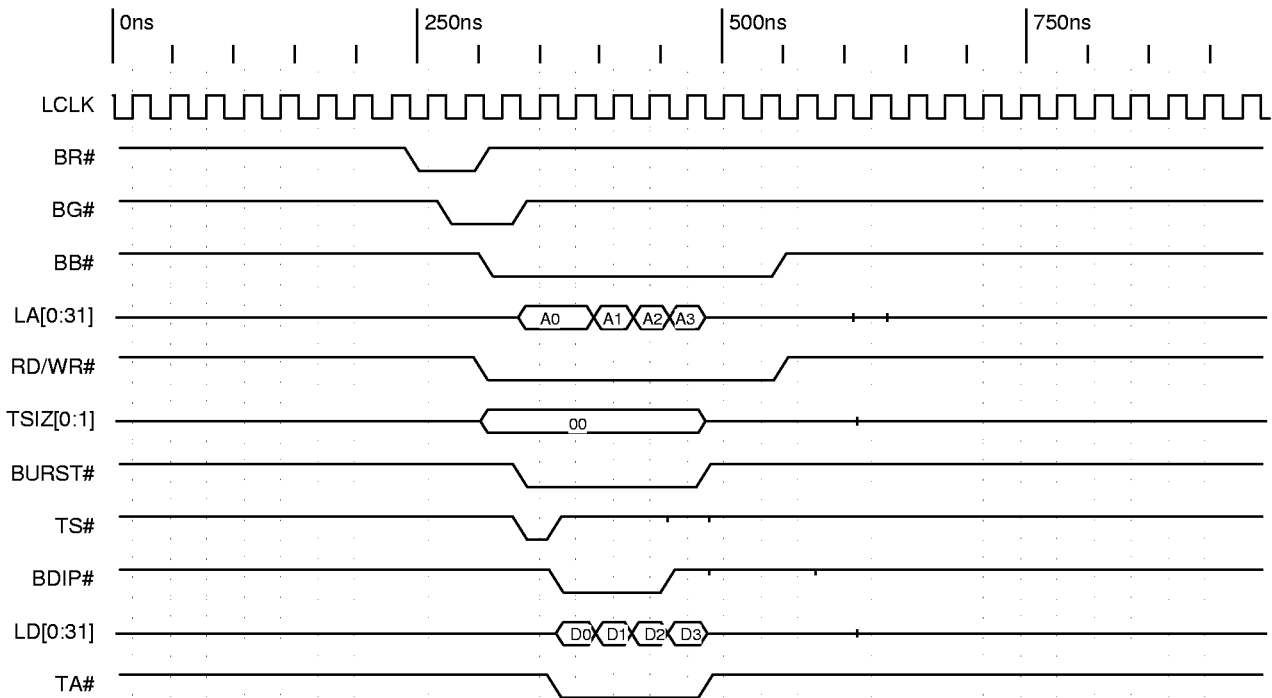 0ns 250ns 500ns 750ns
LCLK
BR#
BG#
BB#
LA[0:31] A0 A1 A2 A3
RD/WR#
TSIZ[0:1] 00
BURST#
TS#
BDIP#
LD[0:31] D0 D1 D2 D3
TA#